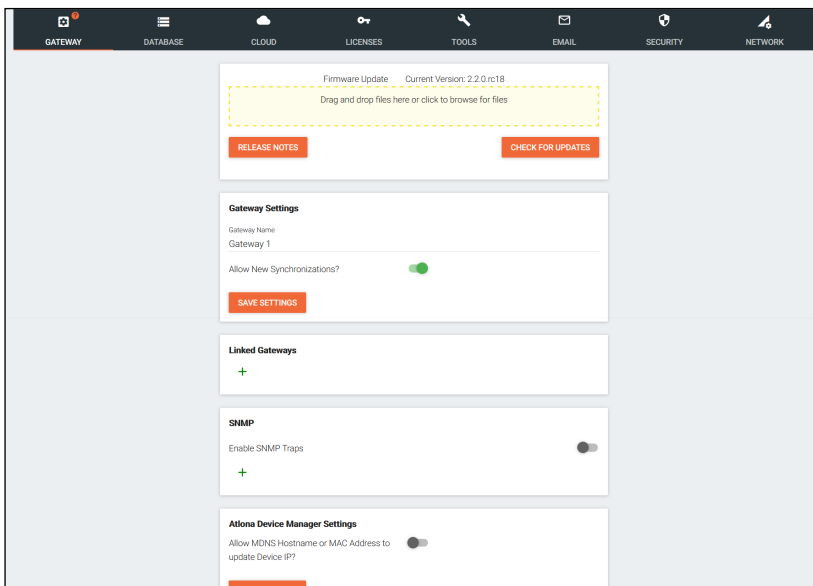 ?
GATEWAY DATABASE CLOUD LICENSES TOOLS EMAIL SECURITY NETWORK
Firmware Update Current Version: 2.2.0.rc18
Drag and drop files here or click to browse for files
RELEASE NOTES CHECK FOR UPDATES
Gateway Settings
Gateway Name
Gateway 1
Allow New Synchronizations?
SAVE SETTINGS
Linked Gateways
+
SNMP
Enable SNMP Traps
+
Atlona Device Manager Settings
Allow MDNS Hostname or MAC Address to
update Device IP?